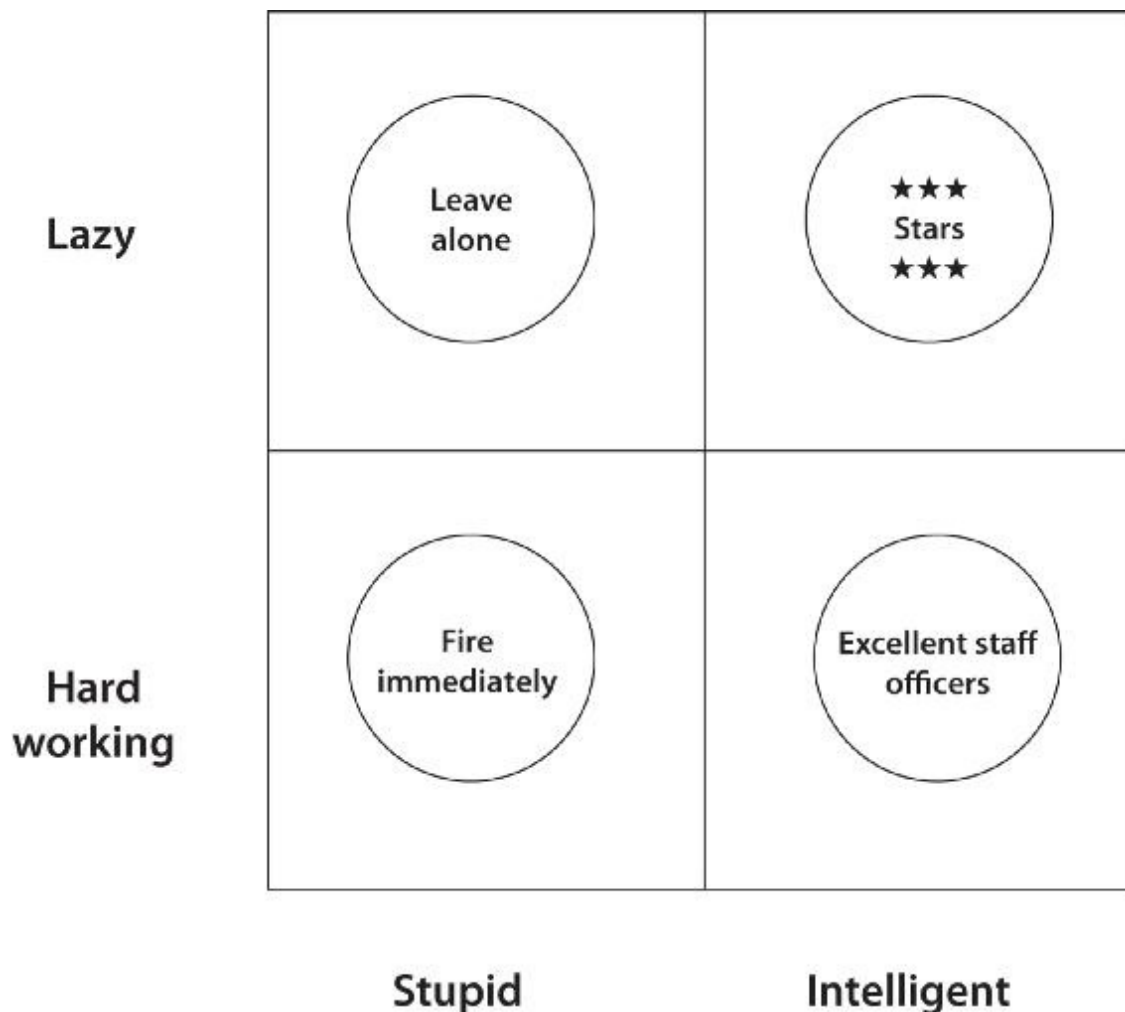 Lazy
Leave
alone
★★★
Stars
★★★
Hard
working
Fire
immediately
Excellent staff
officers
Stupid
Intelligent